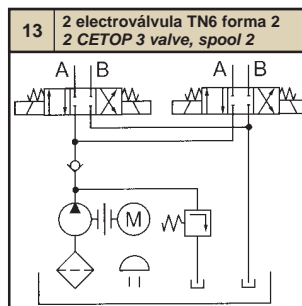 13
2 electroválvula TN6 forma 2
2 CETOP 3 valve, spool 2
A B
A B
M